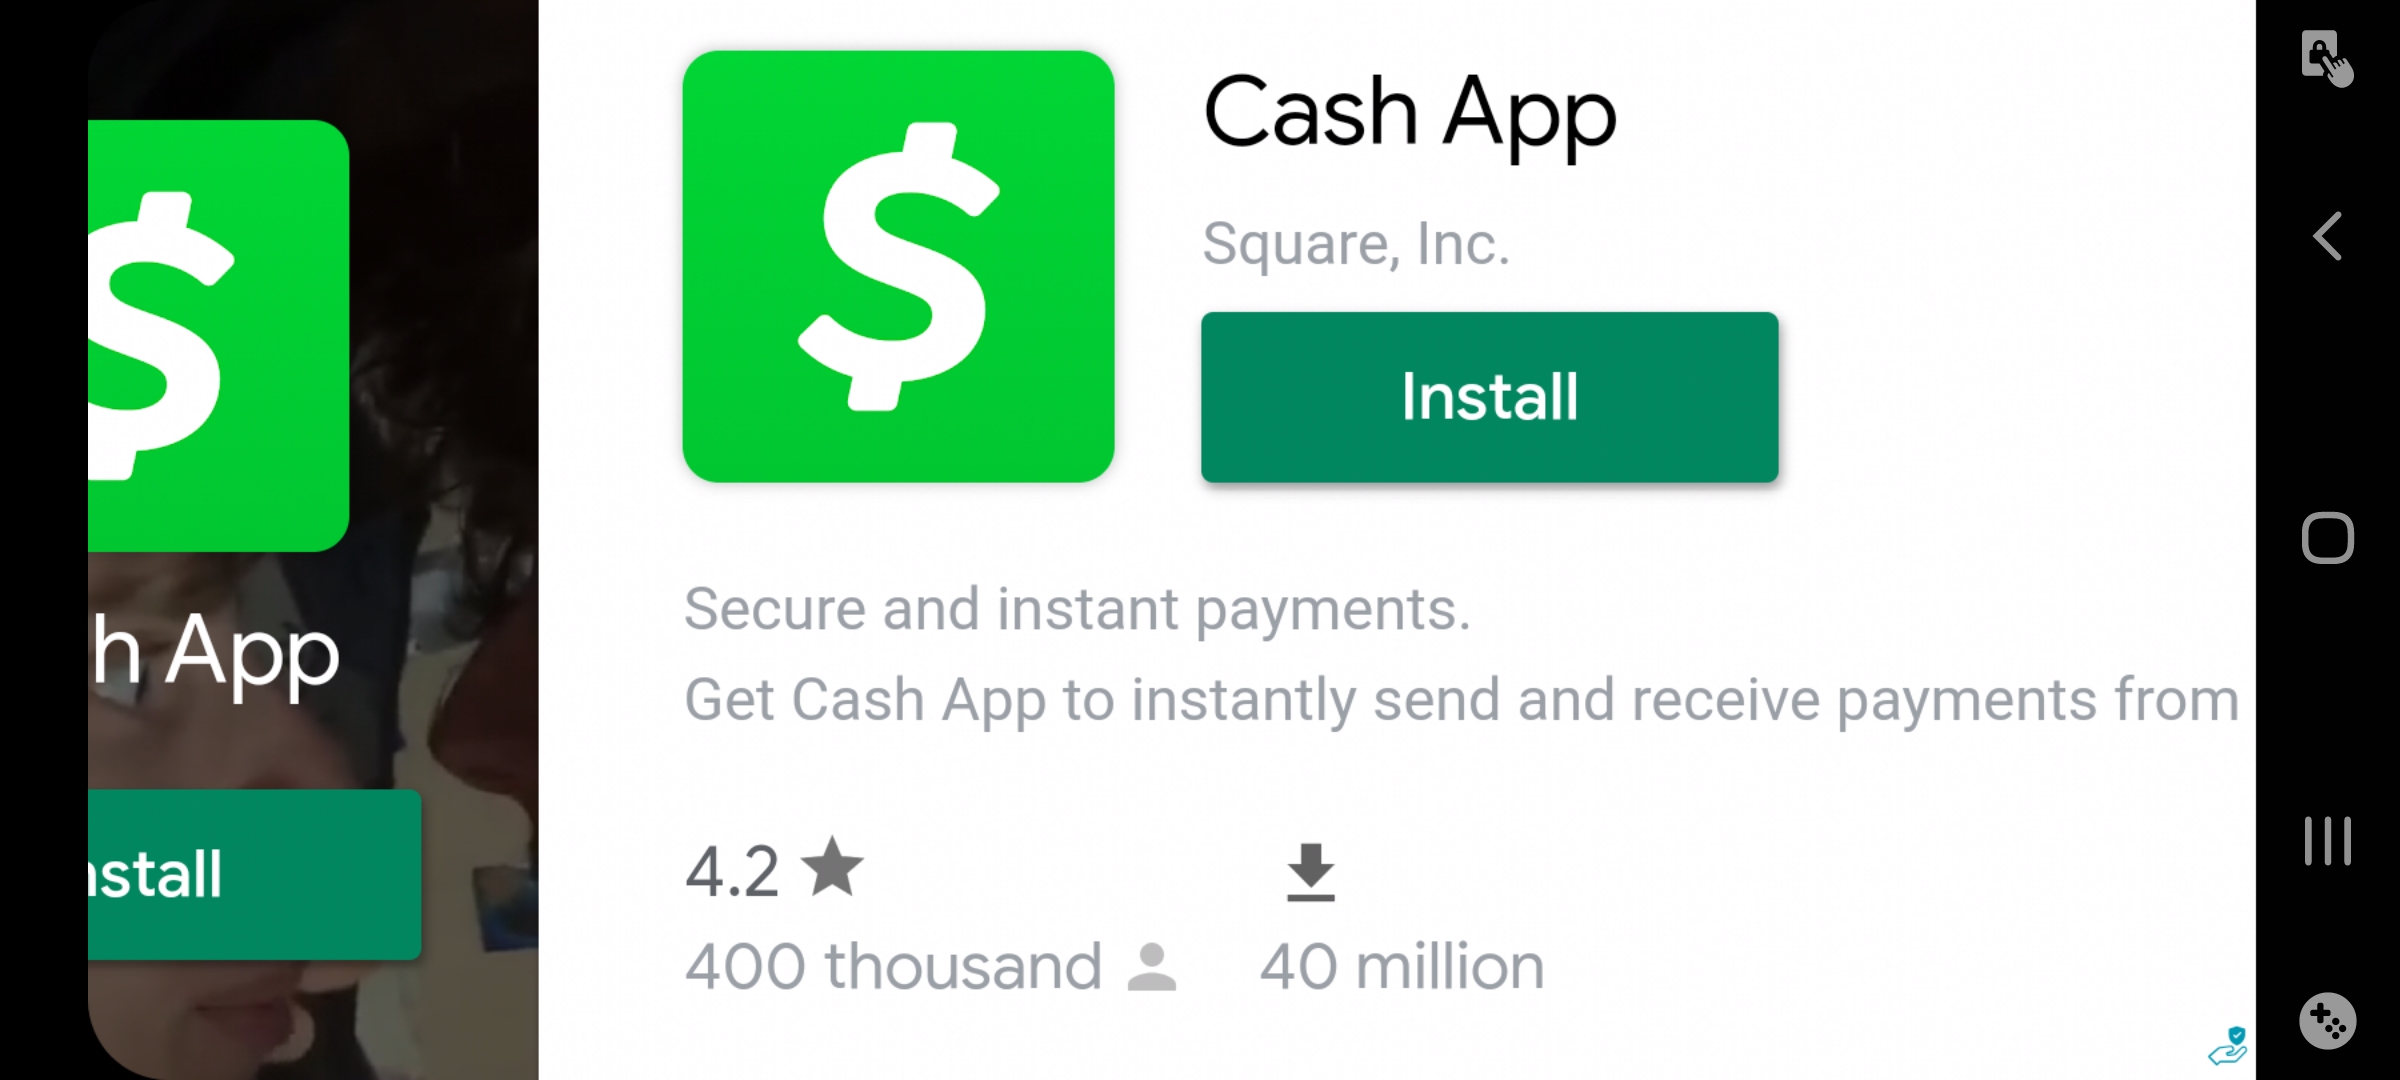 h App
nstall
Cash App
Square, Inc.
Install
Secure and instant payments.
Get Cash App to instantly send and receive payments from
4.2
400 thousand
40 million